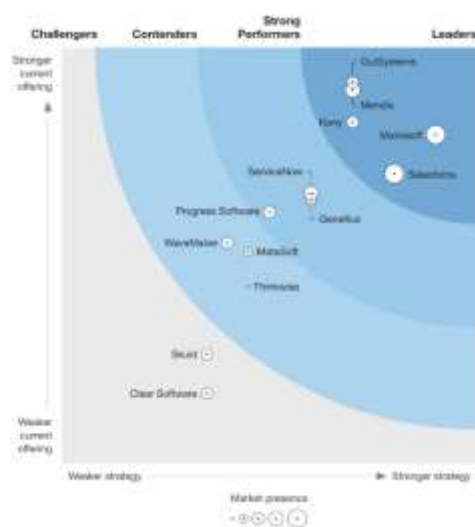 Challengers
Contenders
Strong
Performers
Leaders
Stronger
current
offering
OutSystems
Mendix
Kony
Microsoft
Salesforce
ServiceNow
GeneXus
Progress Software
WaveMaker
MatsSoft
Thinkwise
Skuid
Clear Software
Weaker
current
offering
Weaker strategy
Stronger strategy
Market presence